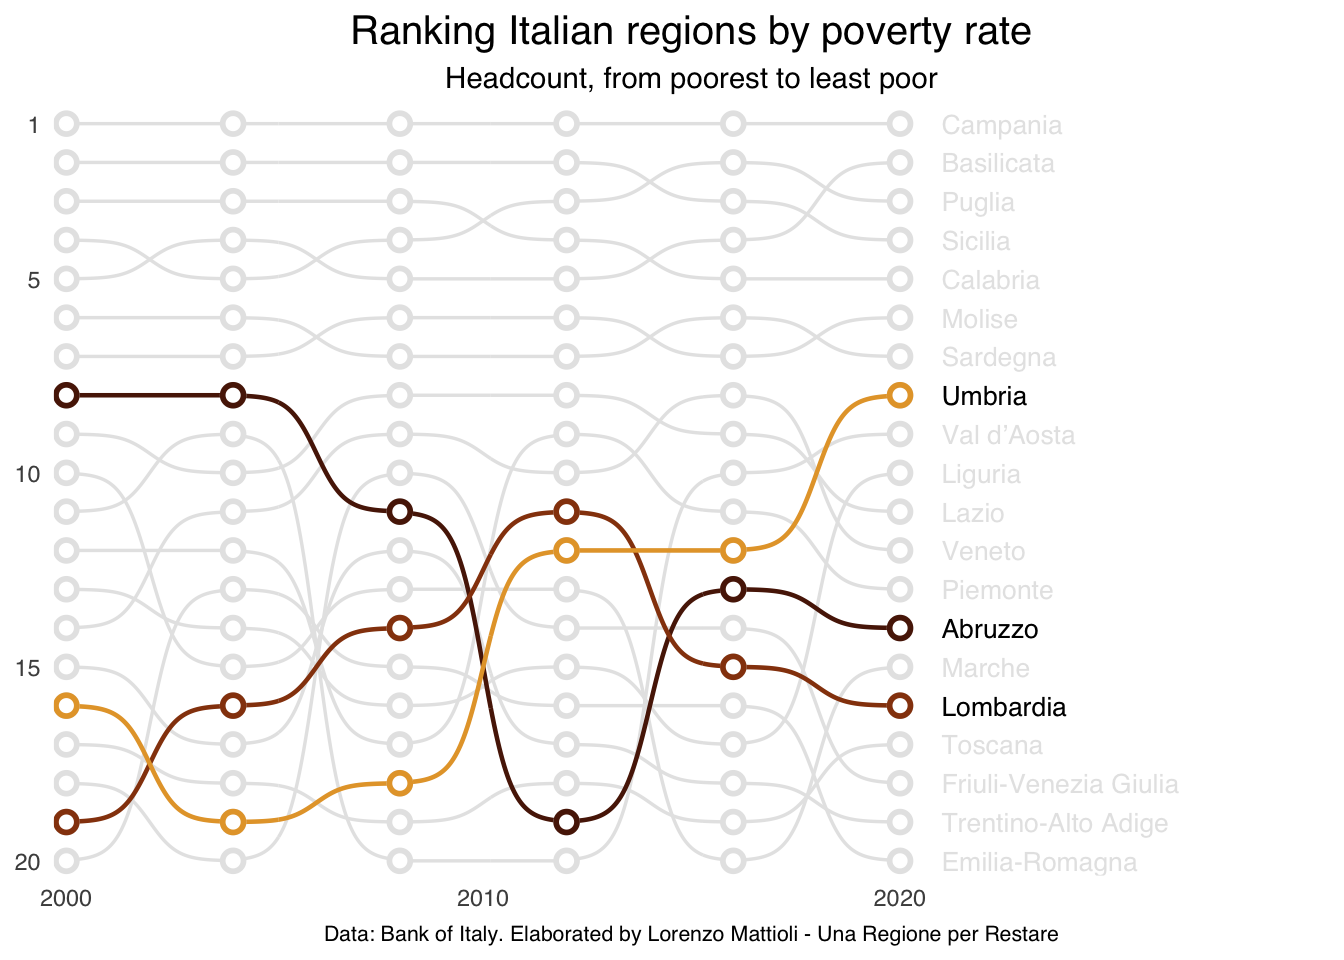 Ranking Italian regions by poverty rate
Headcount, from poorest to least poor
1
5
10
15
20
Campania
Basilicata
Puglia
Sicilia
Calabria
Molise
Sardegna
Umbria
Val d’Aosta
Liguria
Lazio
Veneto
Piemonte
Abruzzo
Marche
Lombardia
Toscana
Friuli-Venezia Giulia
Trentino-Alto Adige
Emilia-Romagna
2000 2010 2020
Data: Bank of Italy. Elaborated by Lorenzo Mattioli - Una Regione per Restare